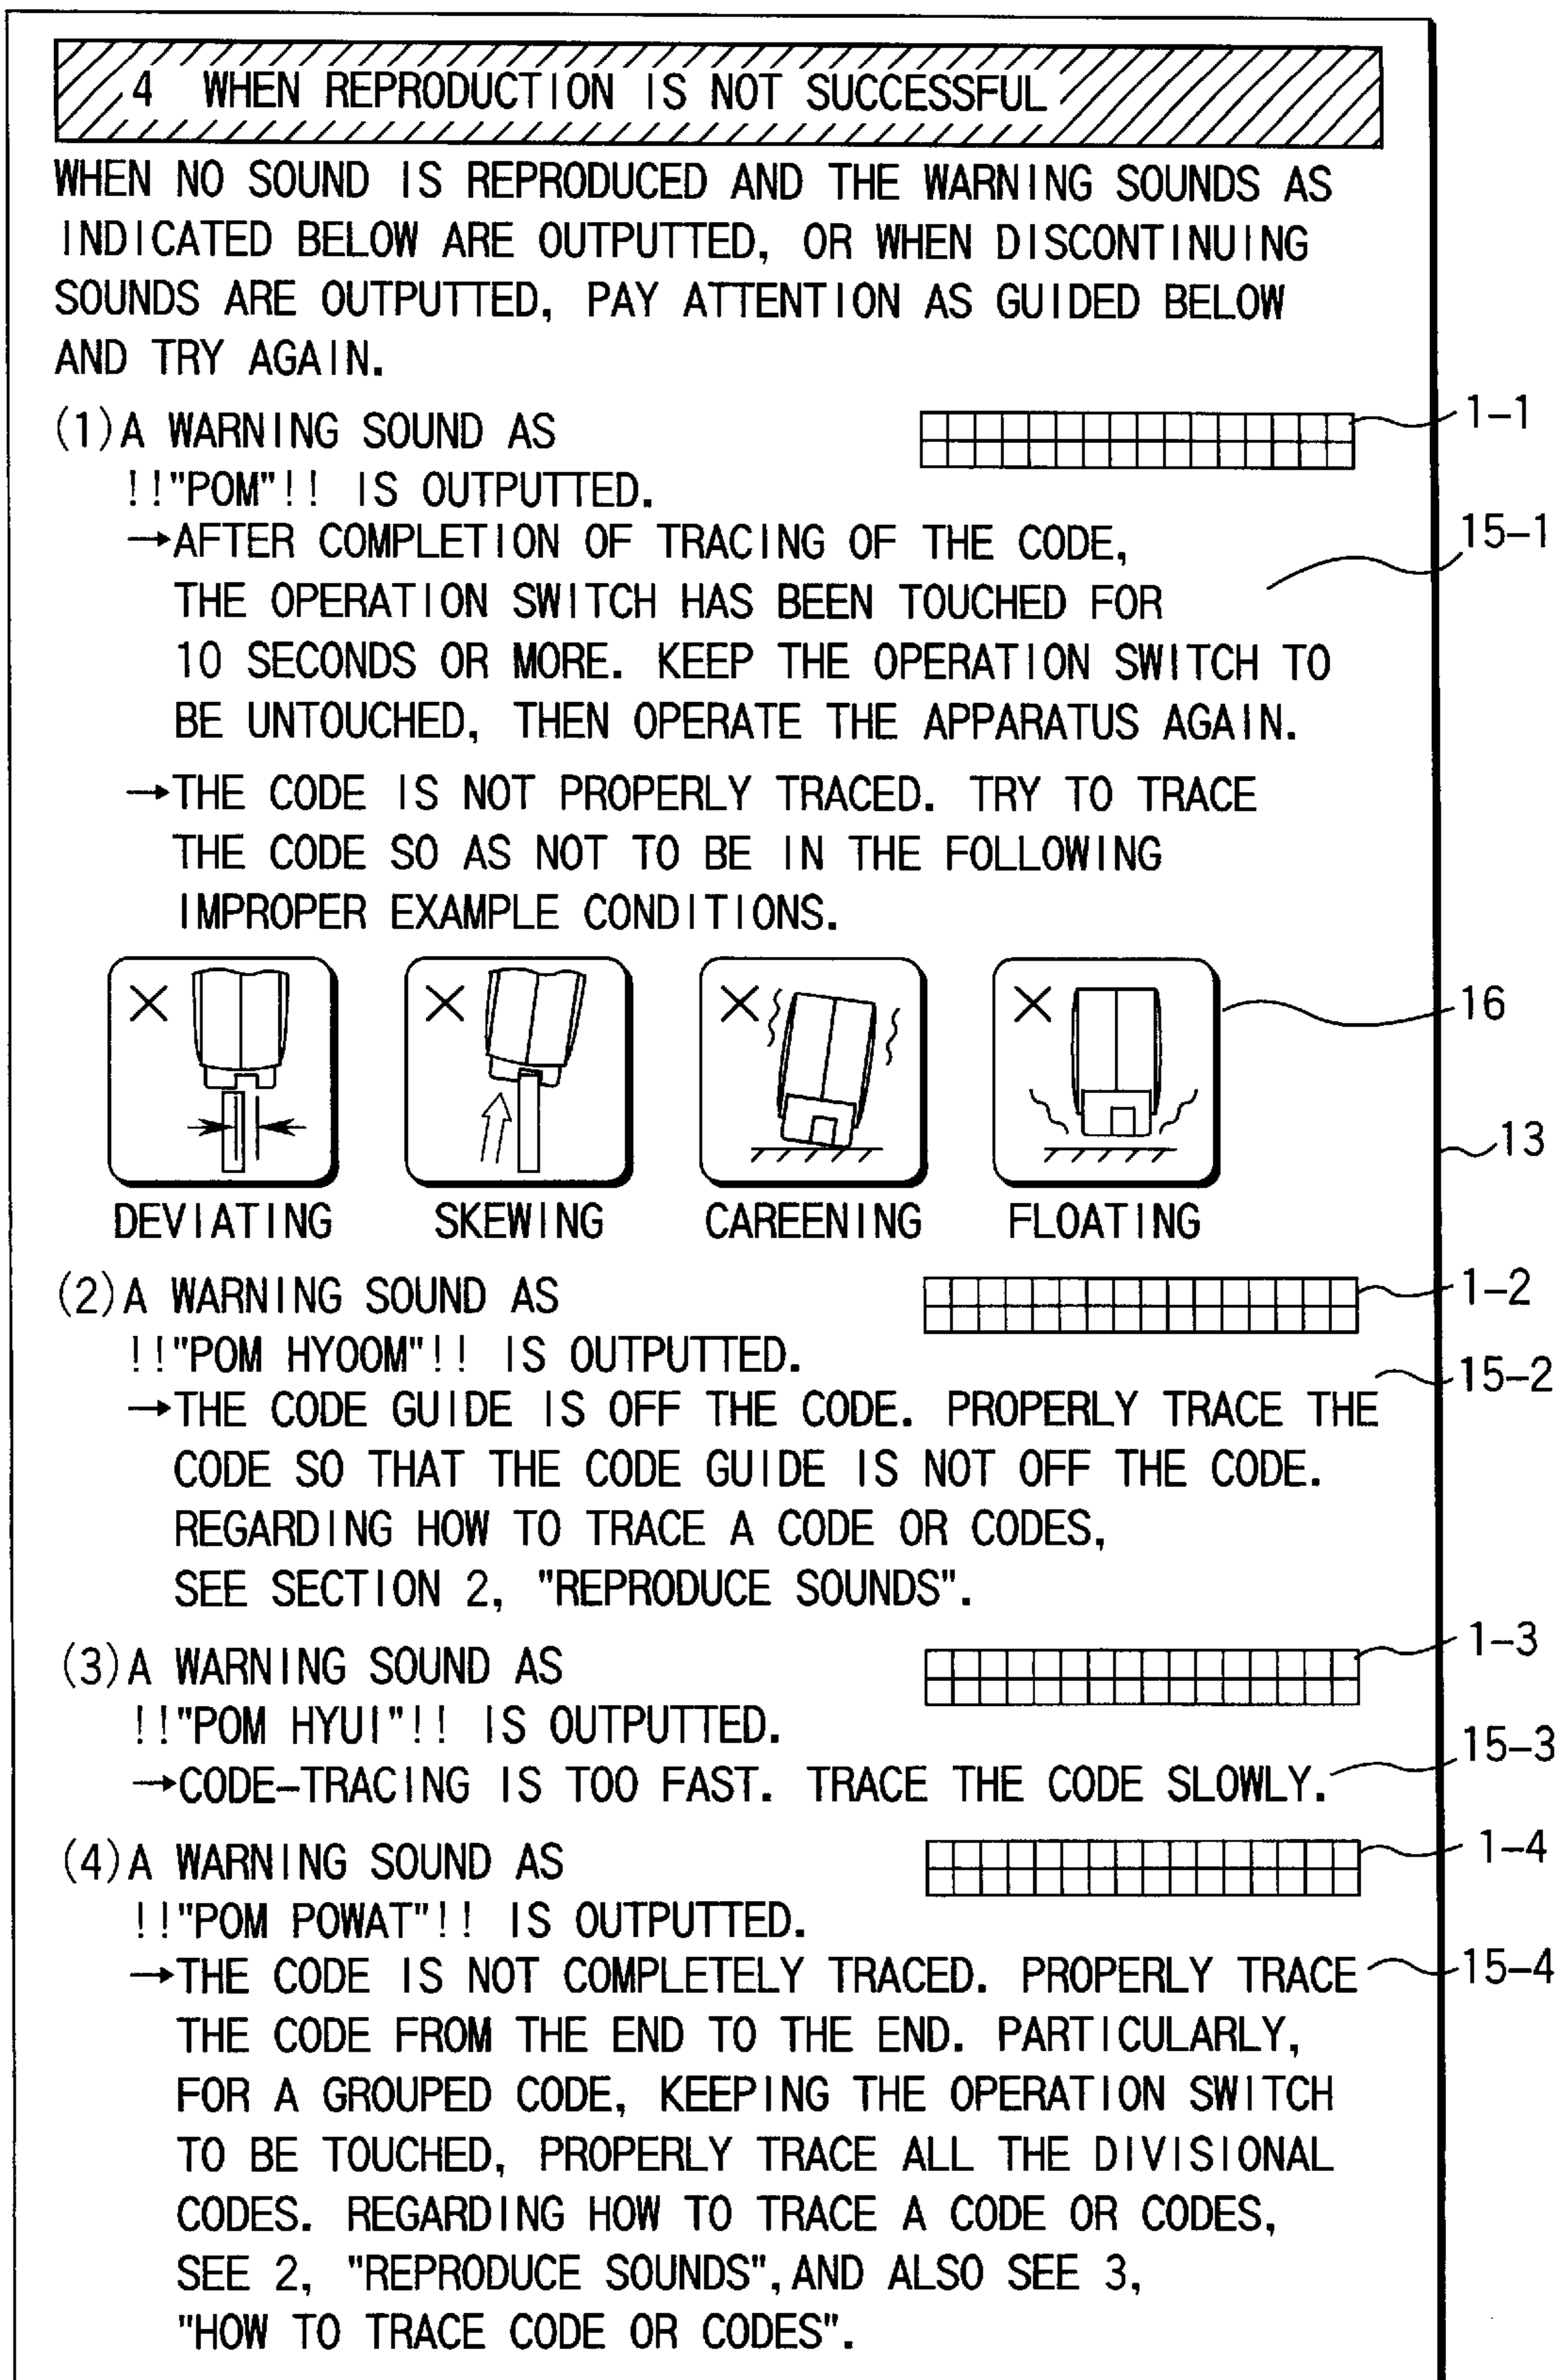 4 WHEN REPRODUCTION IS NOT SUCCESSFUL
WHEN NO SOUND IS REPRODUCED AND THE WARNING SOUNDS AS
INDICATED BELOW ARE OUTPUTTED, OR WHEN DISCONTINUING
SOUNDS ARE OUTPUTTED, PAY ATTENTION AS GUIDED BELOW
AND TRY AGAIN.
(1)A WARNING SOUND AS
1-1
!!"POM"!! IS OUTPUTTED.
→AFTER COMPLETION OF TRACING OF THE CODE,
15-1
THE OPERATION SWITCH HAS BEEN TOUCHED FOR
10 SECONDS OR MORE. KEEP THE OPERATION SWITCH TO
BE UNTOUCHED, THEN OPERATE THE APPARATUS AGAIN.
→THE CODE IS NOT PROPERLY TRACED. TRY TO TRACE
THE CODE SO AS NOT TO BE IN THE FOLLOWING
IMPROPER EXAMPLE CONDITIONS.
16
13
DEVIATING SKEWING CAREENING FLOATING
(2)A WARNING SOUND AS
1-2
!!"POM HYOOM"!! IS OUTPUTTED.
15-2
→THE CODE GUIDE IS OFF THE CODE. PROPERLY TRACE THE
CODE SO THAT THE CODE GUIDE IS NOT OFF THE CODE.
REGARDING HOW TO TRACE A CODE OR CODES,
SEE SECTION 2, "REPRODUCE SOUNDS".
(3)A WARNING SOUND AS
1-3
!!"POM HYUI"!! IS OUTPUTTED.
15-3
→CODE-TRACING IS TOO FAST. TRACE THE CODE SLOWLY.
(4)A WARNING SOUND AS
1-4
!!"POM POWAT"!! IS OUTPUTTED.
→THE CODE IS NOT COMPLETELY TRACED. PROPERLY TRACE
15-4
THE CODE FROM THE END TO THE END. PARTICULARLY,
FOR A GROUPED CODE, KEEPING THE OPERATION SWITCH
TO BE TOUCHED, PROPERLY TRACE ALL THE DIVISIONAL
CODES. REGARDING HOW TO TRACE A CODE OR CODES,
SEE 2, "REPRODUCE SOUNDS",AND ALSO SEE 3,
"HOW TO TRACE CODE OR CODES".